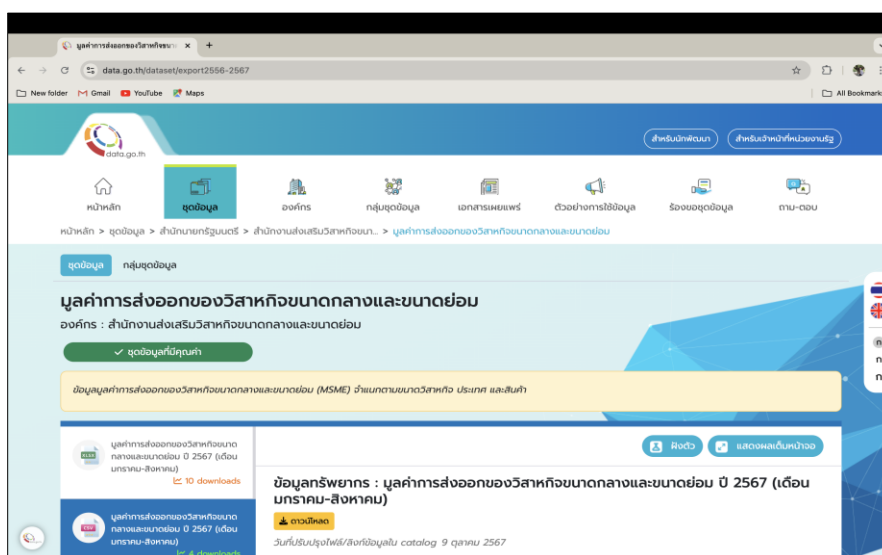 มูลค่าการส่งออกของวิสาหกิจขนา
data.go.th/dataset/export2556-2567
New folder Gmail YouTube Maps All Bookmarks
data.go.th
สำหรับนักพัฒนา สำหรับเจ้าหน้าที่หน่วยงานรัฐ
หน้าหลัก ชุดข้อมูล องค์กร กลุ่มชุดข้อมูล เอกสารเผยแพร่ ตัวอย่างการใช้ข้อมูล ร้องขอชุดข้อมูล ถาม-ตอบ
หน้าหลัก > ชุดข้อมูล > สำนักนายกรัฐมนตรี > สำนักงานส่งเสริมวิสาหกิจขนา... > มูลค่าการส่งออกของวิสาหกิจขนาดกลางและขนาดย่อม
ชุดข้อมูล กลุ่มชุดข้อมูล
มูลค่าการส่งออกของวิสาหกิจขนาดกลางและขนาดย่อม
องค์กร : สำนักงานส่งเสริมวิสาหกิจขนาดกลางและขนาดย่อม
ชุดข้อมูลที่มีคุณค่า
ข้อมูลมูลค่าการส่งออกของวิสาหกิจขนาดกลางและขนาดย่อม (MSME) จำแนกตามขนาดวิสาหกิจ ประเทศ และสินค้า
XLSX
มูลค่าการส่งออกของวิสาหกิจขนาด
กลางและขนาดย่อม ปี 2567 (เดือน
มกราคม-สิงหาคม)
10 downloads
CSV
มูลค่าการส่งออกของวิสาหกิจขนาด
กลางและขนาดย่อม ปี 2567 (เดือน
มกราคม-สิงหาคม)
4 downloads
ฝังตัว แสดงผลเต็มหน้าจอ
ข้อมูลทรัพยากร : มูลค่าการส่งออกของวิสาหกิจขนาดกลางและขนาดย่อม ปี 2567 (เดือน
มกราคม-สิงหาคม)
ดาวน์โหลด
วันที่ปรับปรุงไฟล์/ลิงก์ข้อมูลใน catalog 9 ตุลาคม 2567
ก
ก
ก